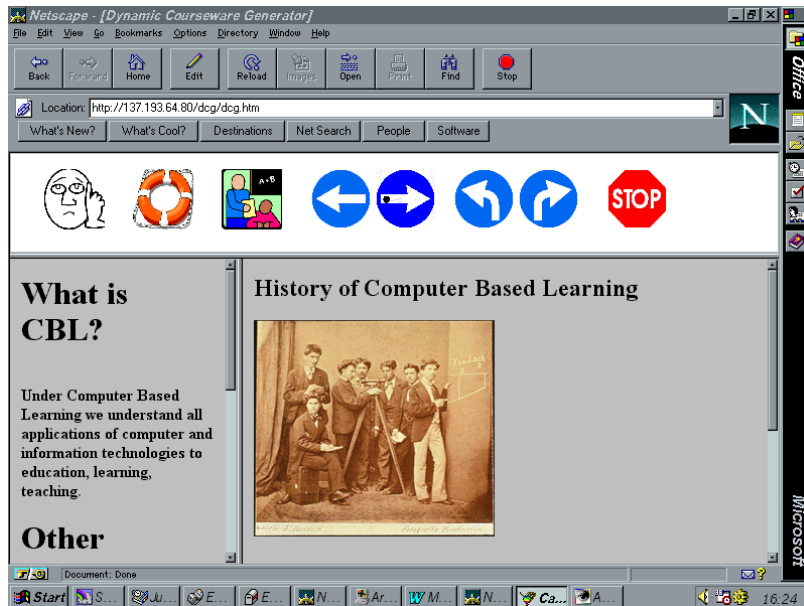 Netscape - [Dynamic Courseware Generator]
File Edit View Go Bookmarks Options Directory Window Help
Back Forward Home Edit Reload Images Open Print Find Stop
Location: http://137.193.64.80/dcg/dcg.htm
N
What's New? What's Cool? Destinations Net Search People Software
A+B
STOP
What is
CBL?
Under Computer Based
Learning we understand all
applications of computer and
information technologies to
education, learning,
teaching.
Other
History of Computer Based Learning
Document: Done
Office
Microsoft
Start S... Ju... E... E... N... Ar... W M... N... Ca... A... 16:24